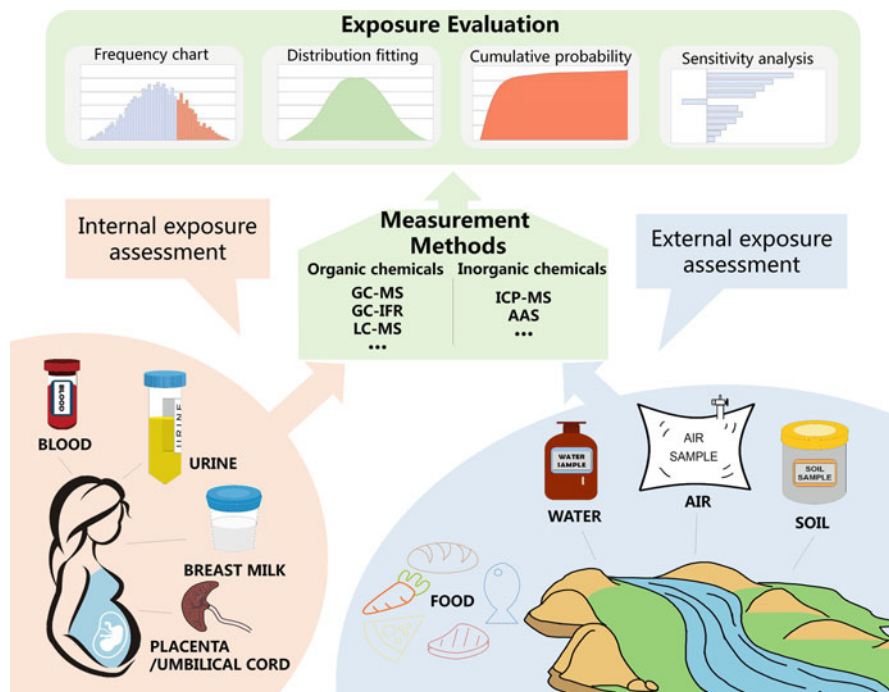 Exposure Evaluation
Frequency chart
Distribution fitting
Cumulative probability
Sensitivity analysis
Internal exposure
assessment
Measurement
Methods
Organic chemicals
GC-MS
GC-IFR
LC-MS
...
Inorganic chemicals
ICP-MS
AAS
...
External exposure
assessment
BLOOD
BLOOD
URINE
URINE
BREAST MILK
PLACENTA
/UMBILICAL CORD
WATER
SAMPLE
WATER
AIR
SAMPLE
AIR
SOIL
SAMPLE
SOIL
FOOD